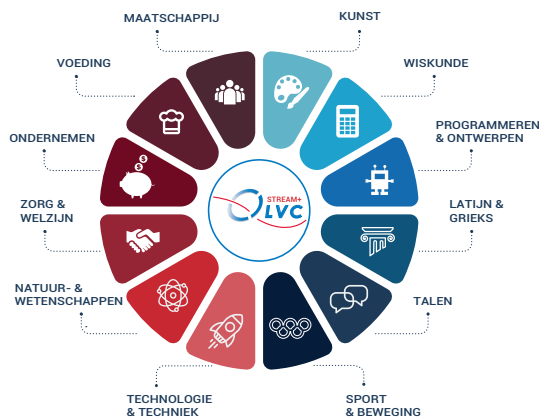 MAATSCHAPPIJ
KUNST
VOEDING
WISKUNDE
ONDERNEMEN
PROGRAMMEREN
& ONTWERPEN
ZORG &
WELZIJN
STREAM+
LVC
LATIJN &
GRIEKS
NATUUR- &
WETENSCHAPPEN
TALEN
TECHNOLOGIE
& TECHNIEK
SPORT
& BEWEGING